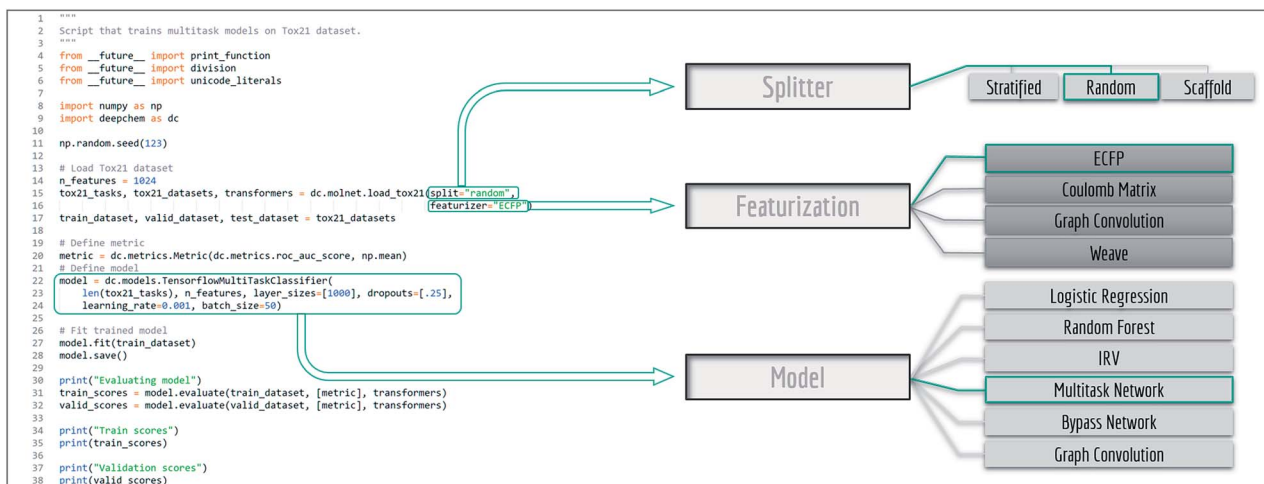 1 """
2 Script that trains multitask models on Tox21 dataset.
3 """
4 from __future__ import print_function
5 from __future__ import division
6 from __future__ import unicode_literals
7
8 import numpy as np
9 import deepchem as dc
10
11 np.random.seed(123)
12
13 # Load Tox21 dataset
14 n_features = 1024
15 tox21_tasks, tox21_datasets, transformers = dc.molnet.load_tox21(split="random",
16 featurizer="ECFP")
17 train_dataset, valid_dataset, test_dataset = tox21_datasets
18
19 # Define metric
20 metric = dc.metrics.Metric(dc.metrics.roc_auc_score, np.mean)
21 # Define model
22 model = dc.models.TensorflowMultiTaskClassifier(
23 len(tox21_tasks), n_features, layer_sizes=[1000], dropouts=[.25],
24 learning_rate=0.001, batch_size=50)
25
26 # Fit trained model
27 model.fit(train_dataset)
28 model.save()
29
30 print("Evaluating model")
31 train_scores = model.evaluate(train_dataset, [metric], transformers)
32 valid_scores = model.evaluate(valid_dataset, [metric], transformers)
33
34 print("Train scores")
35 print(train_scores)
36
37 print("Validation scores")
38 print(valid_scores)
Splitter
Stratified Random Scaffold
Featurization
ECFP
Coulomb Matrix
Graph Convolution
Weave
Model
Logistic Regression
Random Forest
IRV
Multitask Network
Bypass Network
Graph Convolution